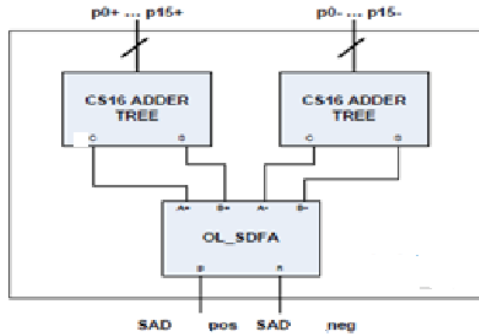 p0+ ... p15+ p0- ... p15-
CS16 ADDER TREE CS16 ADDER TREE
C S C
A+ B+ A- B-
OL_SDFA
SAD pos SAD neg